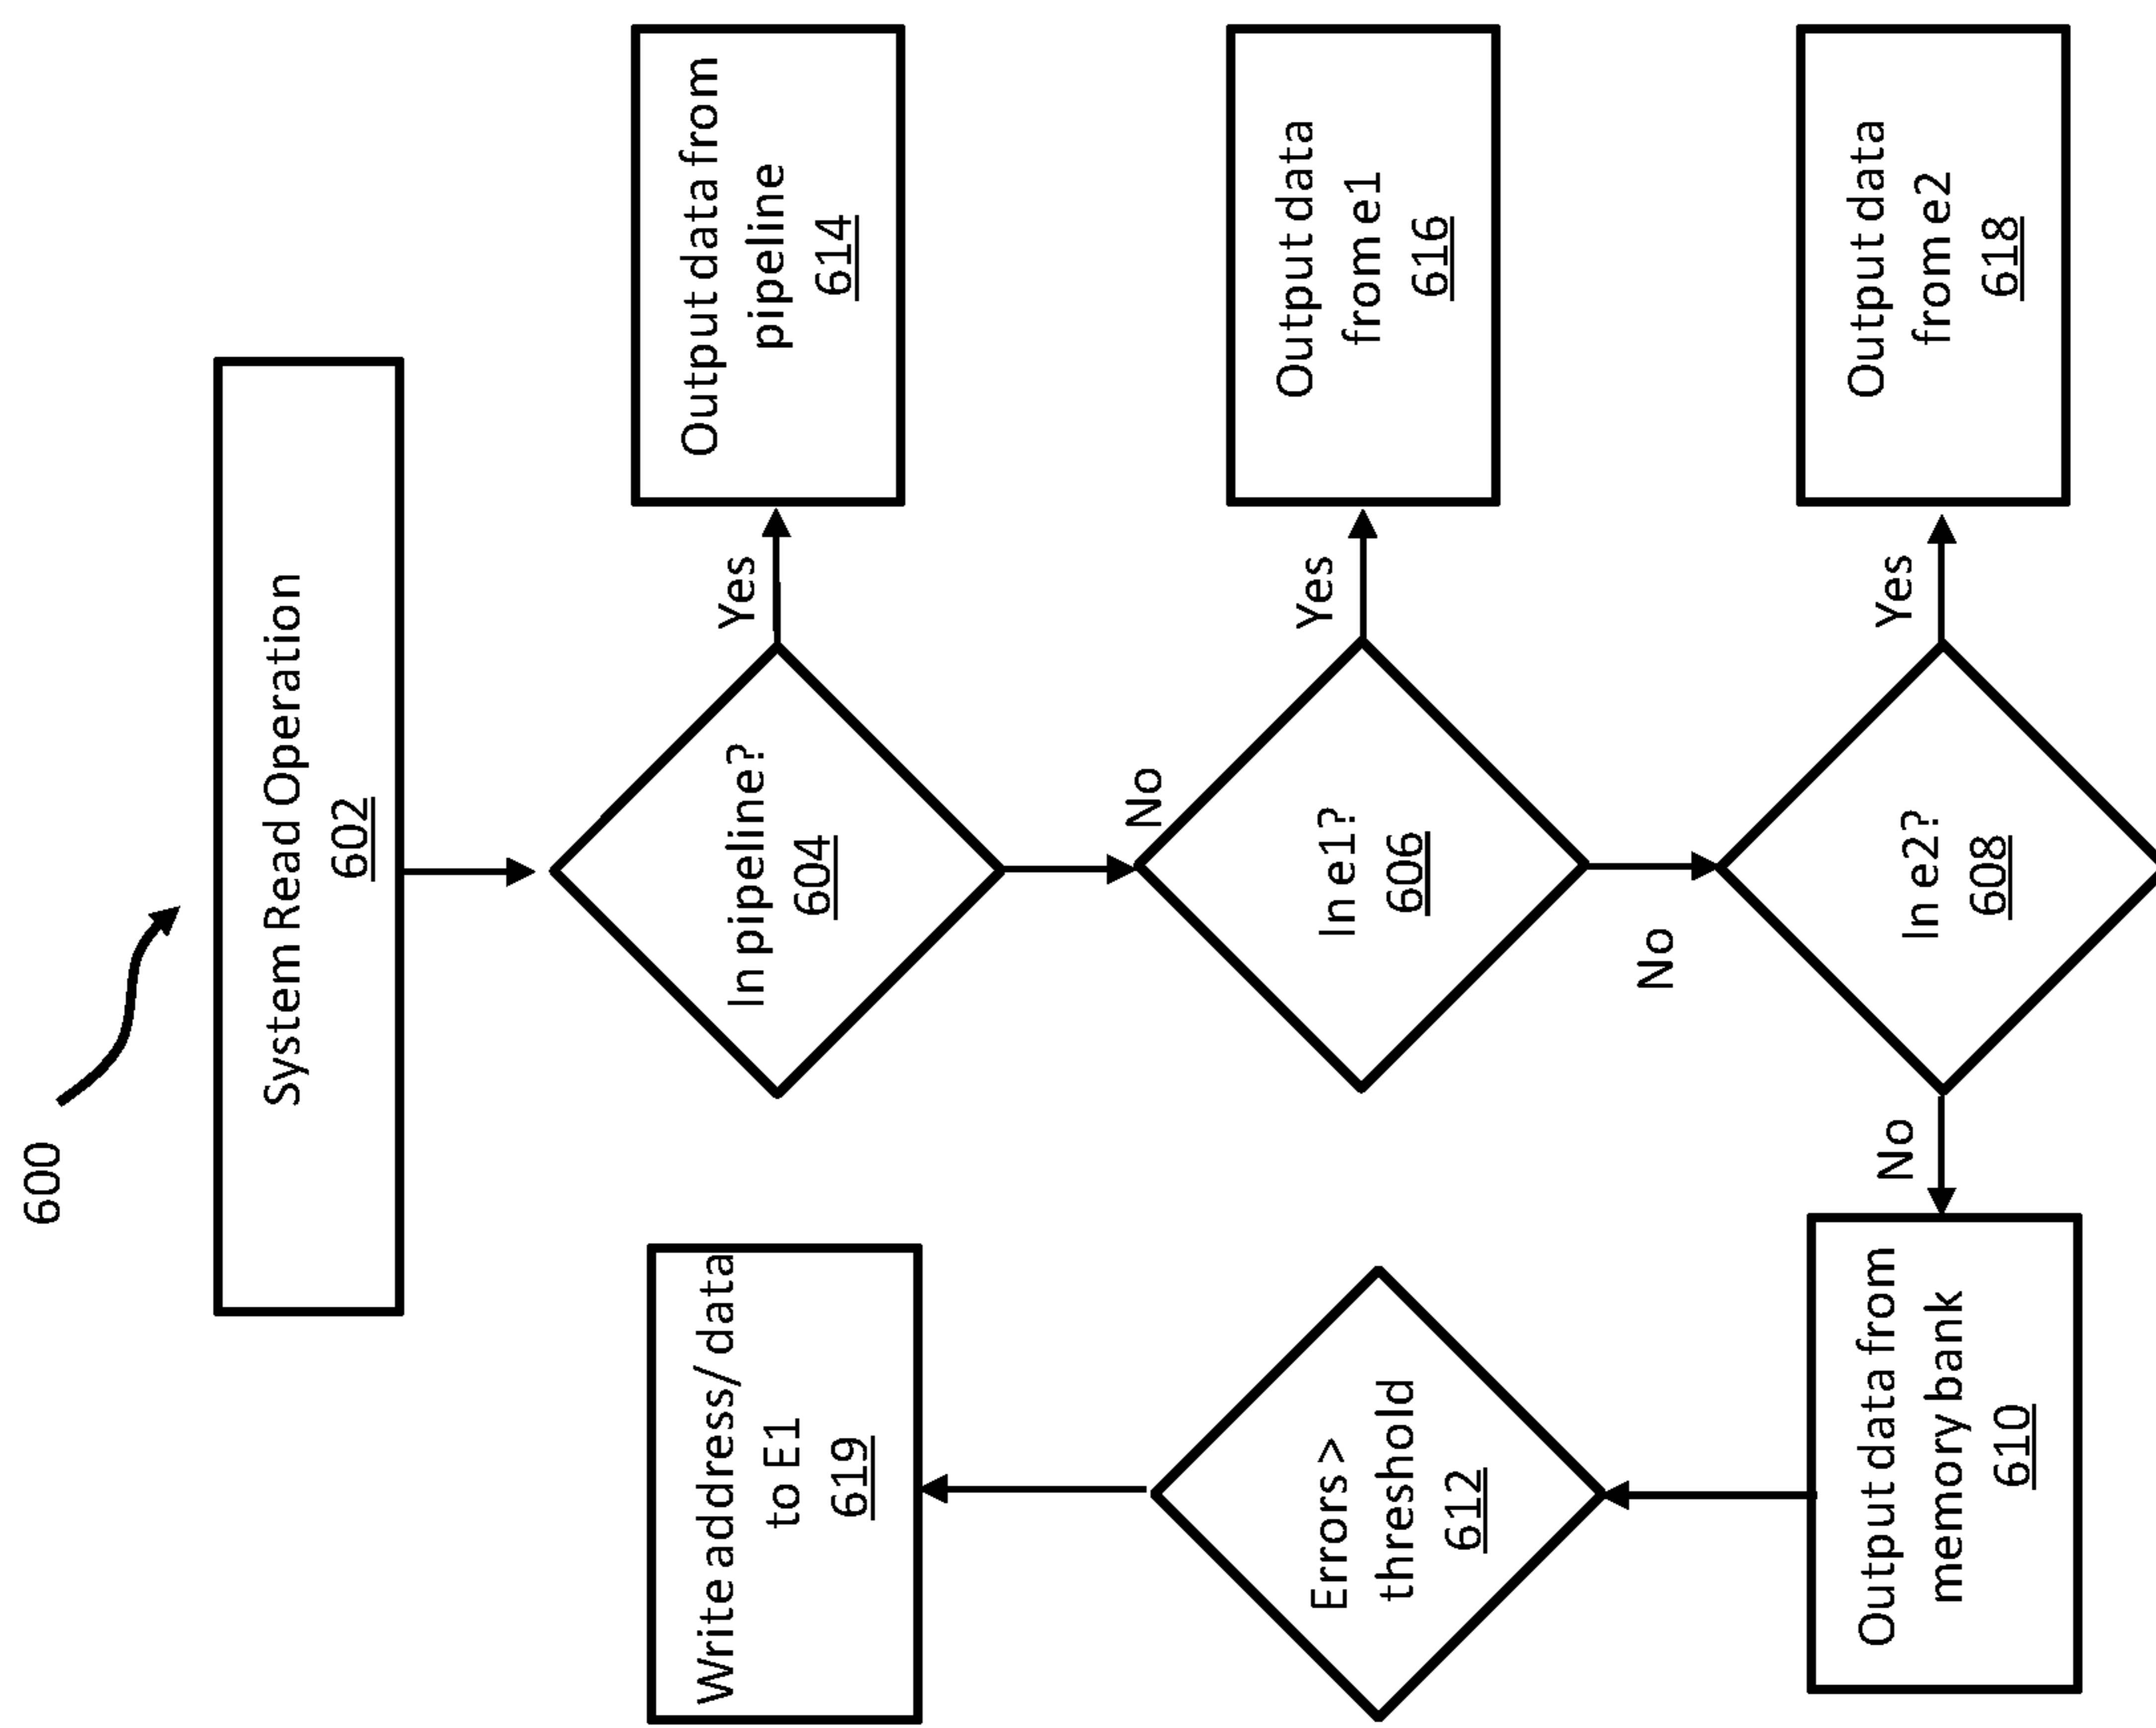 600
System Read Operation
602
In pipeline?
604
Yes
Output data from
pipeline
614
No
In e1?
606
Yes
Output data
from e1
616
No
In e2?
608
Yes
Output data
from e2
618
No
Output data from
memory bank
610
Errors >
threshold
612
Write address/data
to E1
619